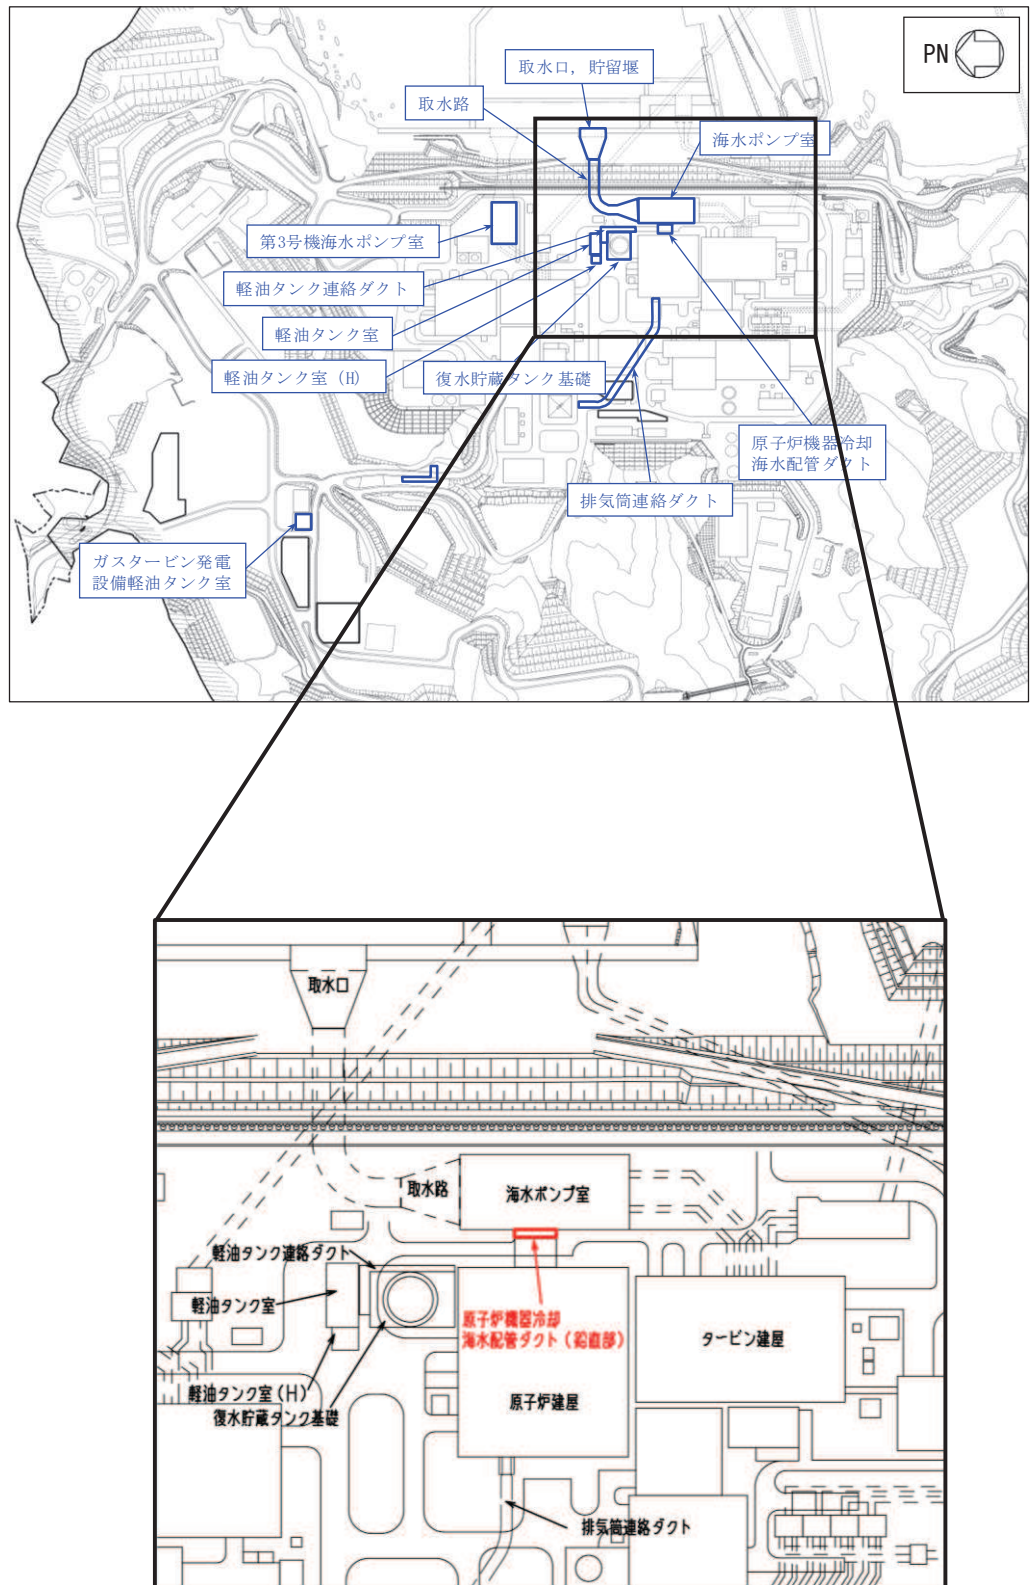 PN
取水口，貯留堰
取水路
海水ポンプ室
第3号機海水ポンプ室
軽油タンク連絡ダクト
軽油タンク室
軽油タンク室（H）
復水貯蔵タンク基礎
原子炉機器冷却
海水配管ダクト
排気筒連絡ダクト
ガスタービン発電
設備軽油タンク室
取水口
取水路
海水ポンプ室
軽油タンク連絡ダクト
軽油タンク室
原子炉機器冷却
海水配管ダクト（鉛直部）
タービン建屋
軽油タンク室（H）
復水貯蔵タンク基礎
原子炉建屋
排気筒連絡ダクト